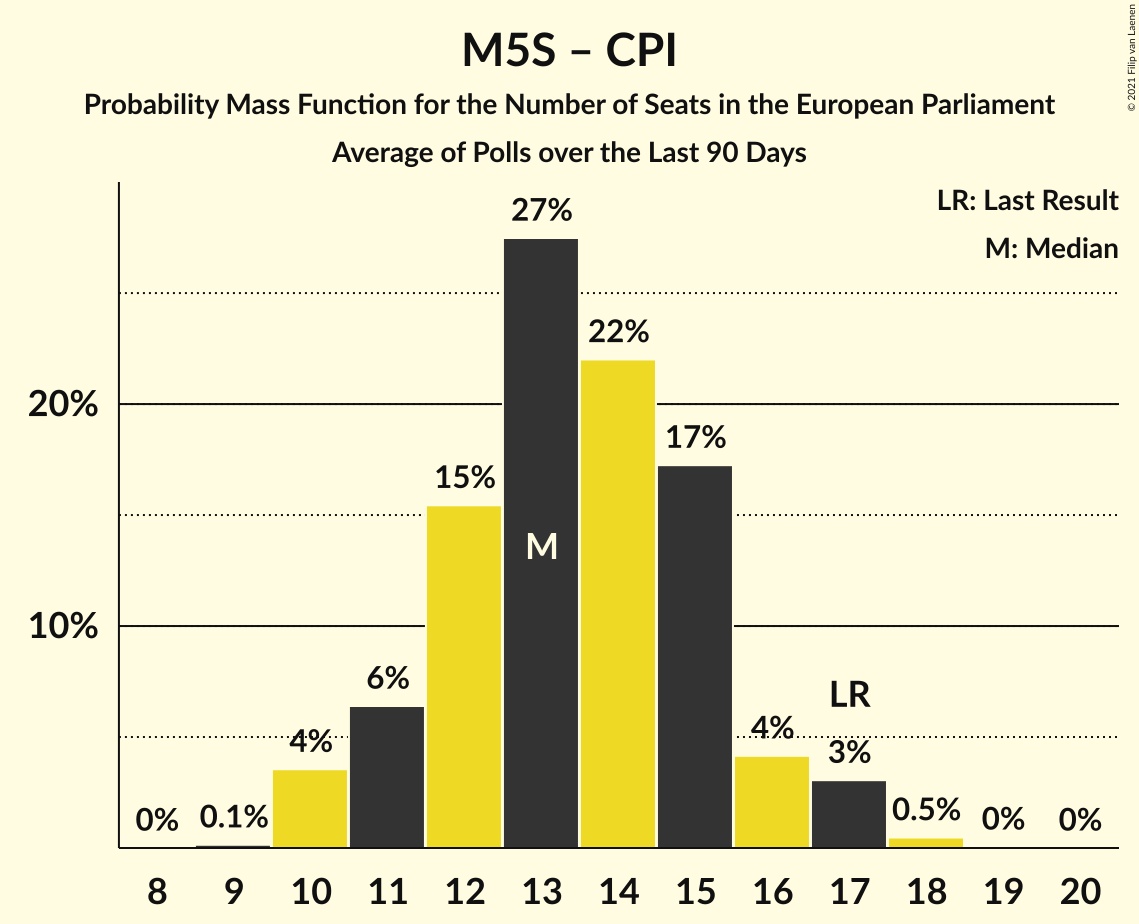 M5S – CPI
Probability Mass Function for the Number of Seats in the European Parliament
Average of Polls over the Last 90 Days
© 2021 Filip van Laenen
LR: Last Result
M: Median
20%
10%
0%
0.1%
4%
6%
15%
27%
M
22%
17%
4%
LR
3%
0.5%
0%
0%
8 9 10 11 12 13 14 15 16 17 18 19 20